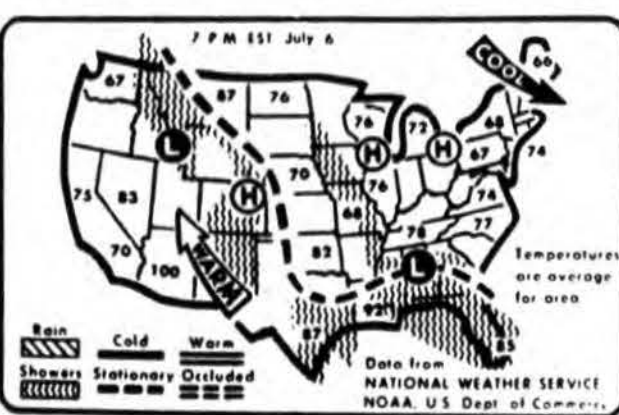 7 PM EST July 6
COOL
66
67
87
76
76
72
68
67
74
L
H
H
H
75
83
70
76
68
74
77
78
82
L
70
100
WARM
92
87
85
Temperatures
are average
for area
Rain Cold Warm
Showers Stationary Occluded
Data from
NATIONAL WEATHER SERVICE
NOAA, U.S. Dept of Commerce